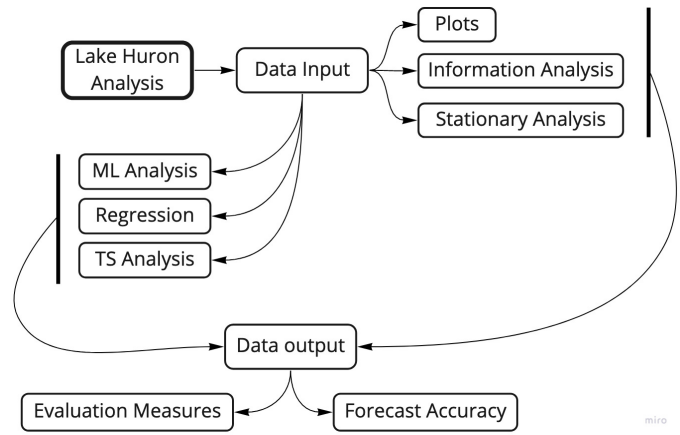 Lake Huron
Analysis
Data Input
Plots
Information Analysis
Stationary Analysis
ML Analysis
Regression
TS Analysis
Data output
Evaluation Measures
Forecast Accuracy
miro